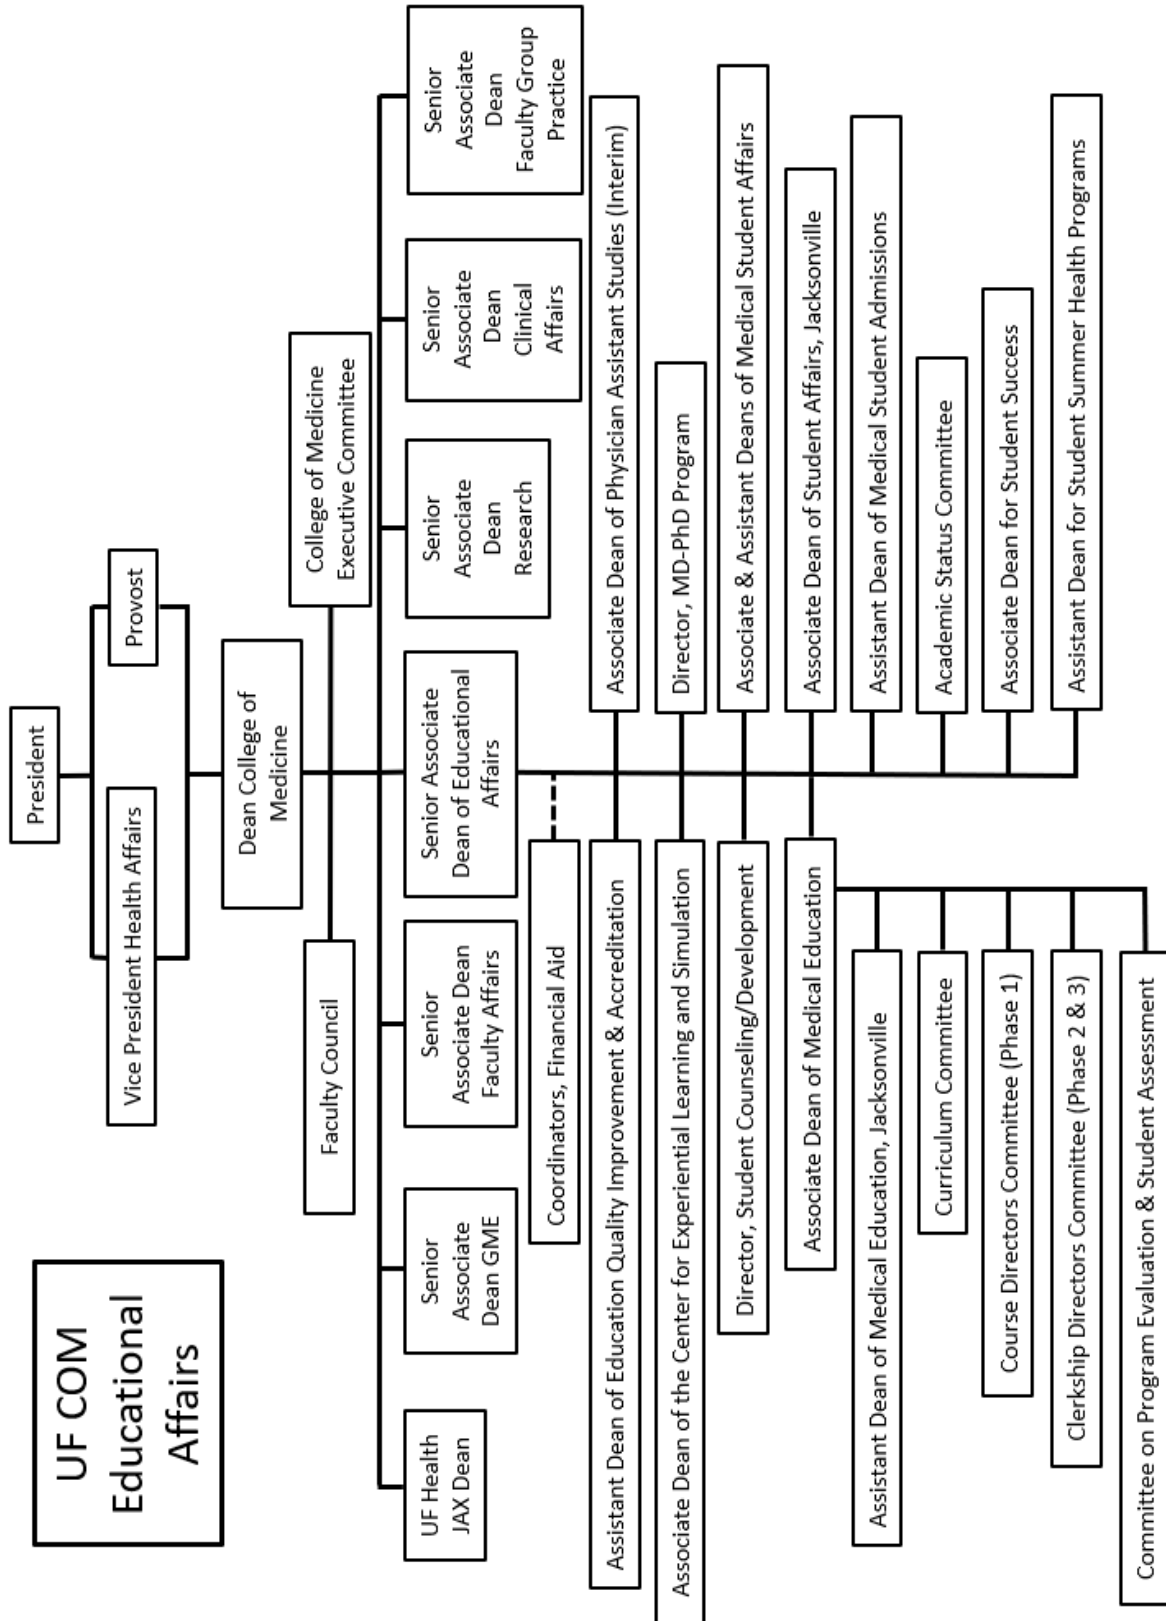 UF COM
Educational
Affairs
President
Vice President Health Affairs
Provost
Dean College of
Medicine
Faculty Council
College of Medicine
Executive Committee
UF Health
JAX Dean
Senior
Associate
Dean GME
Senior
Associate Dean
Faculty Affairs
Senior Associate
Dean of Educational
Affairs
Senior
Associate
Dean
Research
Senior
Associate
Dean
Clinical
Affairs
Senior
Associate
Dean
Faculty Group
Practice
Coordinators, Financial Aid
Assistant Dean of Education Quality Improvement & Accreditation
Associate Dean of Physician Assistant Studies (Interim)
Associate Dean of the Center for Experiential Learning and Simulation
Director, MD-PhD Program
Director, Student Counseling/Development
Associate & Assistant Deans of Medical Student Affairs
Associate Dean of Medical Education
Associate Dean of Student Affairs, Jacksonville
Assistant Dean of Medical Education, Jacksonville
Assistant Dean of Medical Student Admissions
Curriculum Committee
Academic Status Committee
Course Directors Committee (Phase 1)
Associate Dean for Student Success
Clerkship Directors Committee (Phase 2 & 3)
Assistant Dean for Student Summer Health Programs
Committee on Program Evaluation & Student Assessment